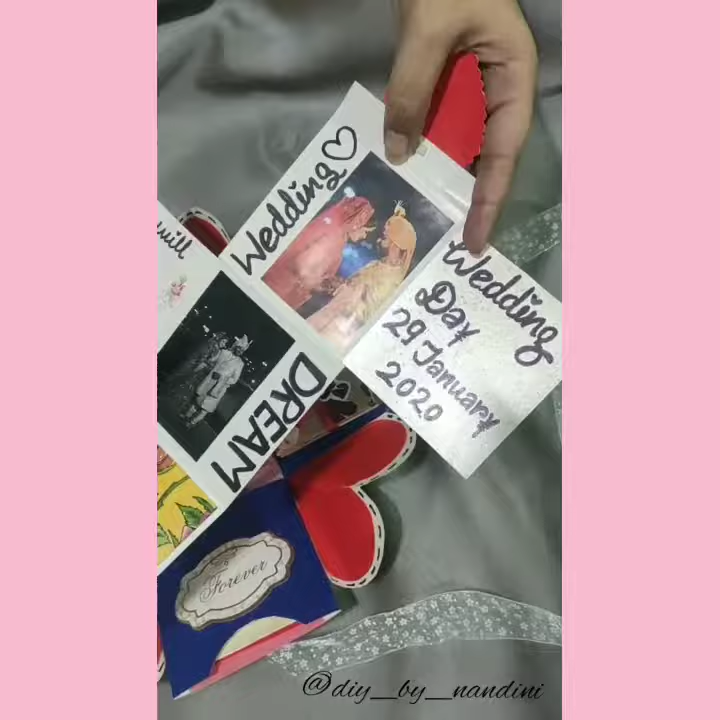 Wedding
Wedding
Day
29 January
2020
DREAM
Forever
@diy_by_nandini